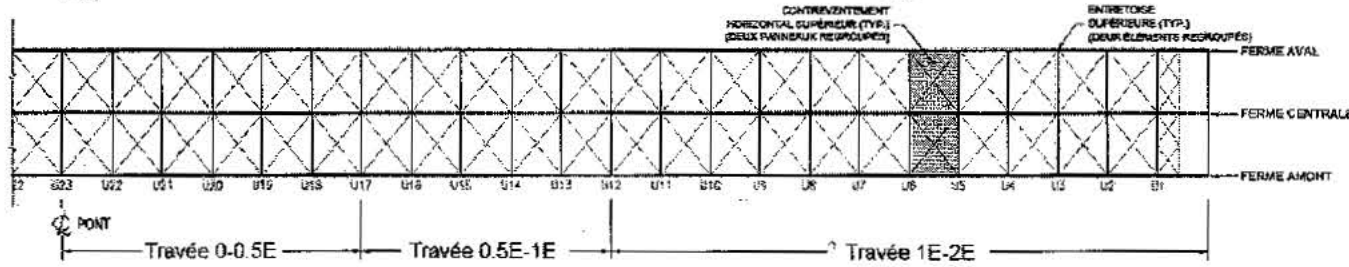 CONTREVENTEMENT
HORIZONTAL SUPÉRIEUR (TYP.)
(DEUX PANNEAUX REGROUPÉS)
ENTRETOISE
SUPÉRIEURE (TYP.)
(DEUX ÉLÉMENTS REGROUPÉS)
FERME AVAL
FERME CENTRALE
FERME AMONT
U22 U21 U20 U19 U18 U17 U16 U15 U14 U13 U12 U11 U10 U9 U8 U7 U6 U5 U4 U3 U2 U1
PONT
Travée 0-0.5E Travée 0.5E-1E Travée 1E-2E